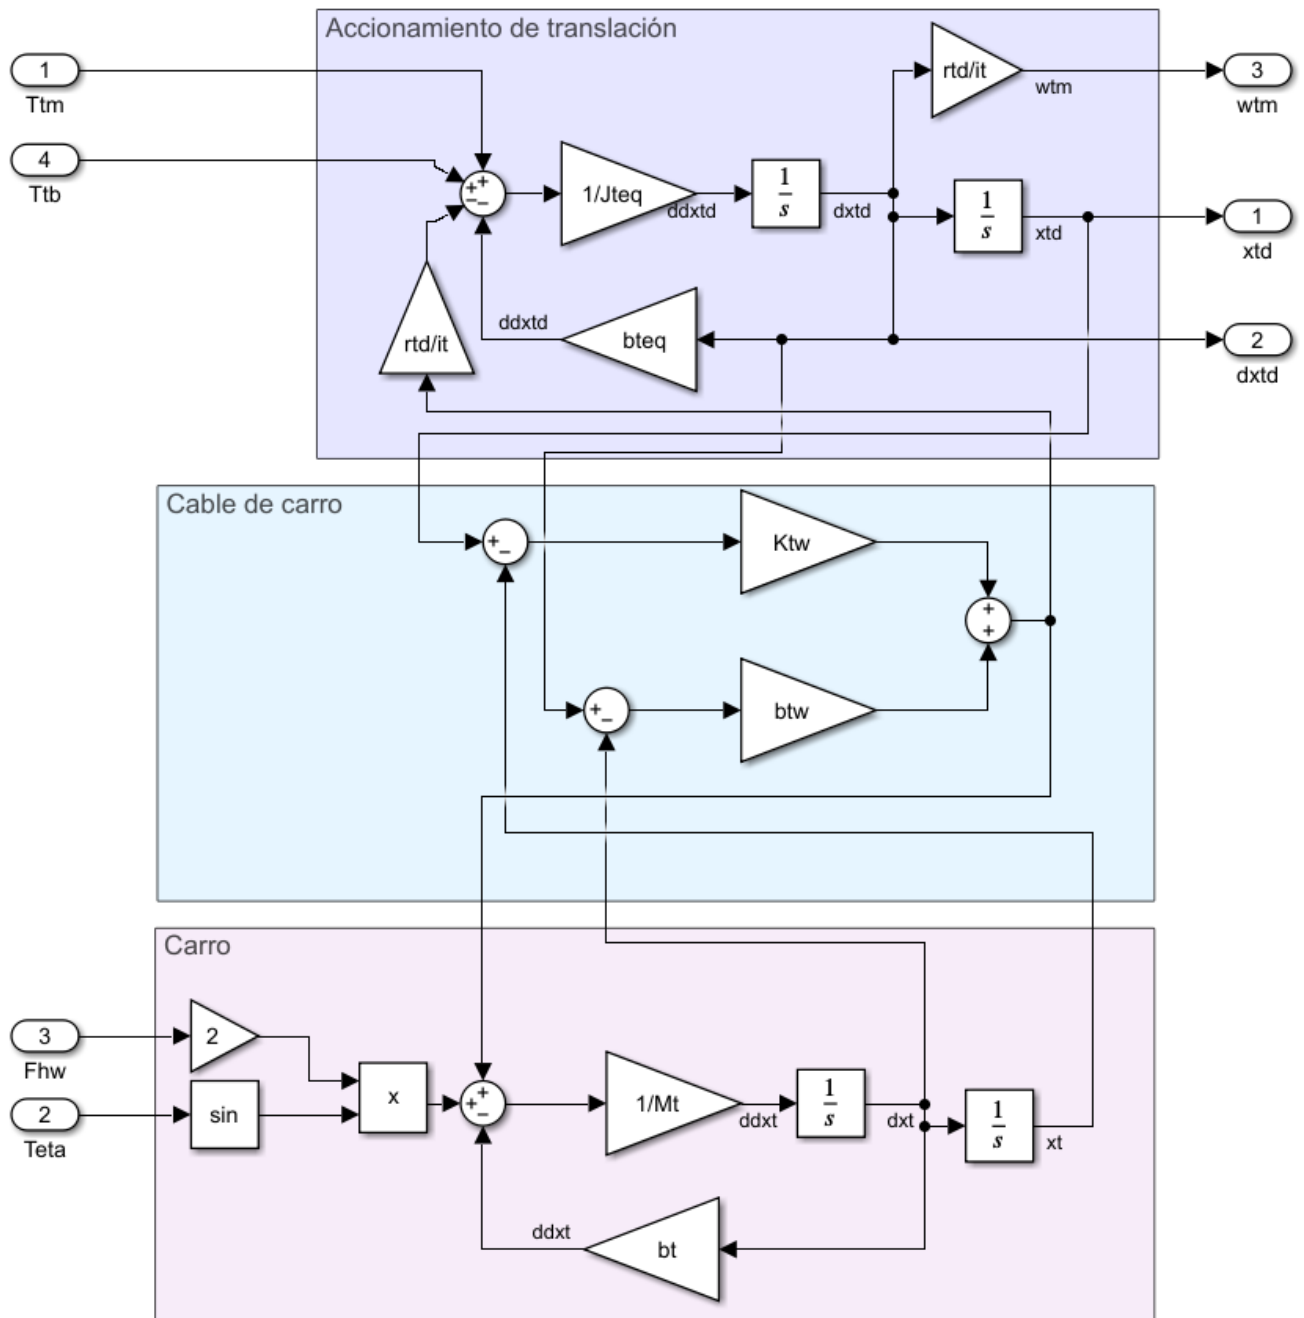 Accionamiento de translación
1
Ttm
4
Ttb
+
+
−
−
1/Jteq
ddxtd
1
s
dxtd
rtd/it
wtm
3
wtm
1
s
xtd
1
xtd
rtd/it
ddxtd
bteq
2
dxtd
Cable de carro
+
−
Ktw
+
+
+
−
btw
Carro
3
Fhw
2
2
Teta
sin
x
+
+
−
1/Mt
ddxt
1
s
dxt
1
s
xt
ddxt
bt